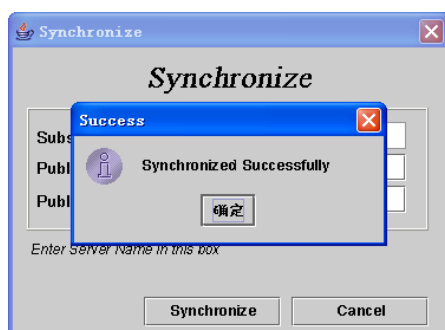 Synchronize
Synchronize
Success
Subs
Synchronized Successfully
Publ
Publ
确定
Enter Server Name in this box
Synchronize
Cancel